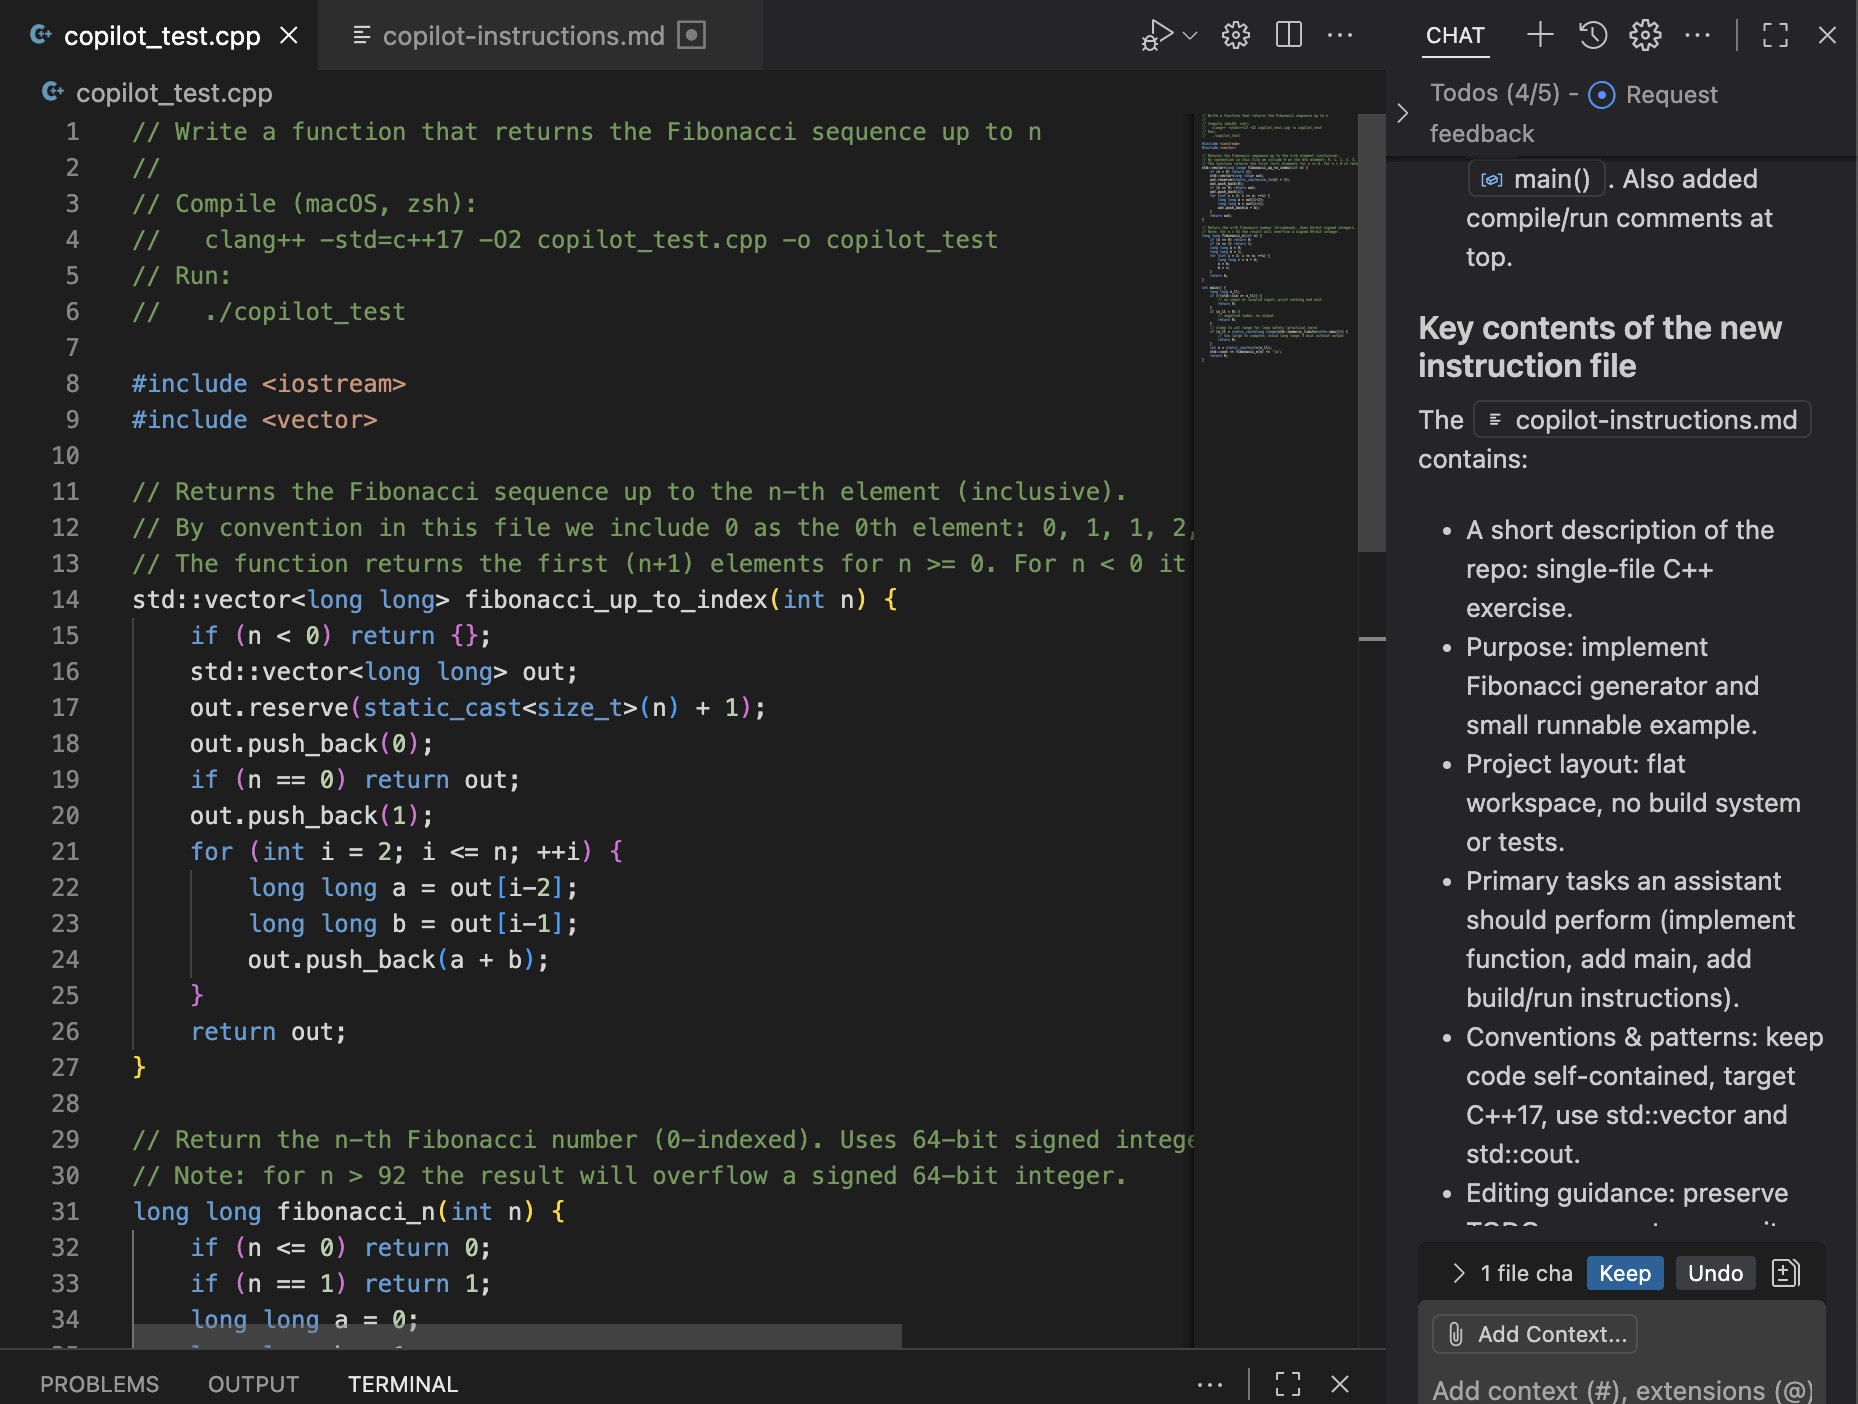 copilot_test.cpp
copilot-instructions.md
copilot_test.cpp
1 // Write a function that returns the Fibonacci sequence up to n
2 //
3 // Compile (macOS, zsh):
4 //   clang++ -std=c++17 -O2 copilot_test.cpp -o copilot_test
5 // Run:
6 //   ./copilot_test
7
8 #include <iostream>
9 #include <vector>
10
11 // Returns the Fibonacci sequence up to the n-th element (inclusive).
12 // By convention in this file we include 0 as the 0th element: 0, 1, 1, 2,
13 // The function returns the first (n+1) elements for n >= 0. For n < 0 it
14 std::vector<long long> fibonacci_up_to_index(int n) {
15     if (n < 0) return {};
16     std::vector<long long> out;
17     out.reserve(static_cast<size_t>(n) + 1);
18     out.push_back(0);
19     if (n == 0) return out;
20     out.push_back(1);
21     for (int i = 2; i <= n; ++i) {
22         long long a = out[i-2];
23         long long b = out[i-1];
24         out.push_back(a + b);
25     }
26     return out;
27 }
28
29 // Return the n-th Fibonacci number (0-indexed). Uses 64-bit signed intege
30 // Note: for n > 92 the result will overflow a signed 64-bit integer.
31 long long fibonacci_n(int n) {
32     if (n <= 0) return 0;
33     if (n == 1) return 1;
34     long long a = 0;
PROBLEMS
OUTPUT
TERMINAL
CHAT
Todos (4/5) - Request
feedback
main() . Also added
compile/run comments at
top.
Key contents of the new
instruction file
The copilot-instructions.md
contains:
• A short description of the
repo: single-file C++
exercise.
• Purpose: implement
Fibonacci generator and
small runnable example.
• Project layout: flat
workspace, no build system
or tests.
• Primary tasks an assistant
should perform (implement
function, add main, add
build/run instructions).
• Conventions & patterns: keep
code self-contained, target
C++17, use std::vector and
std::cout.
• Editing guidance: preserve
1 file cha
Keep
Undo
Add Context...
Add context (#), extensions (@)